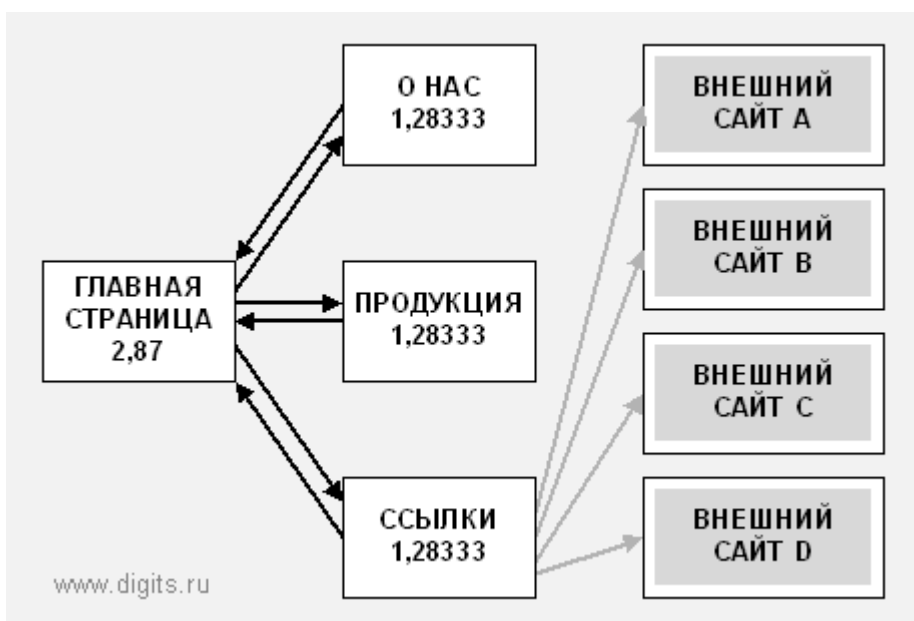 О НАС
1,28333
ВНЕШНИЙ
САЙТ A
ВНЕШНИЙ
САЙТ B
ГЛАВНАЯ
СТРАНИЦА
2,87
ПРОДУКЦИЯ
1,28333
ВНЕШНИЙ
САЙТ C
ССЫЛКИ
1,28333
ВНЕШНИЙ
САЙТ D
www.digits.ru